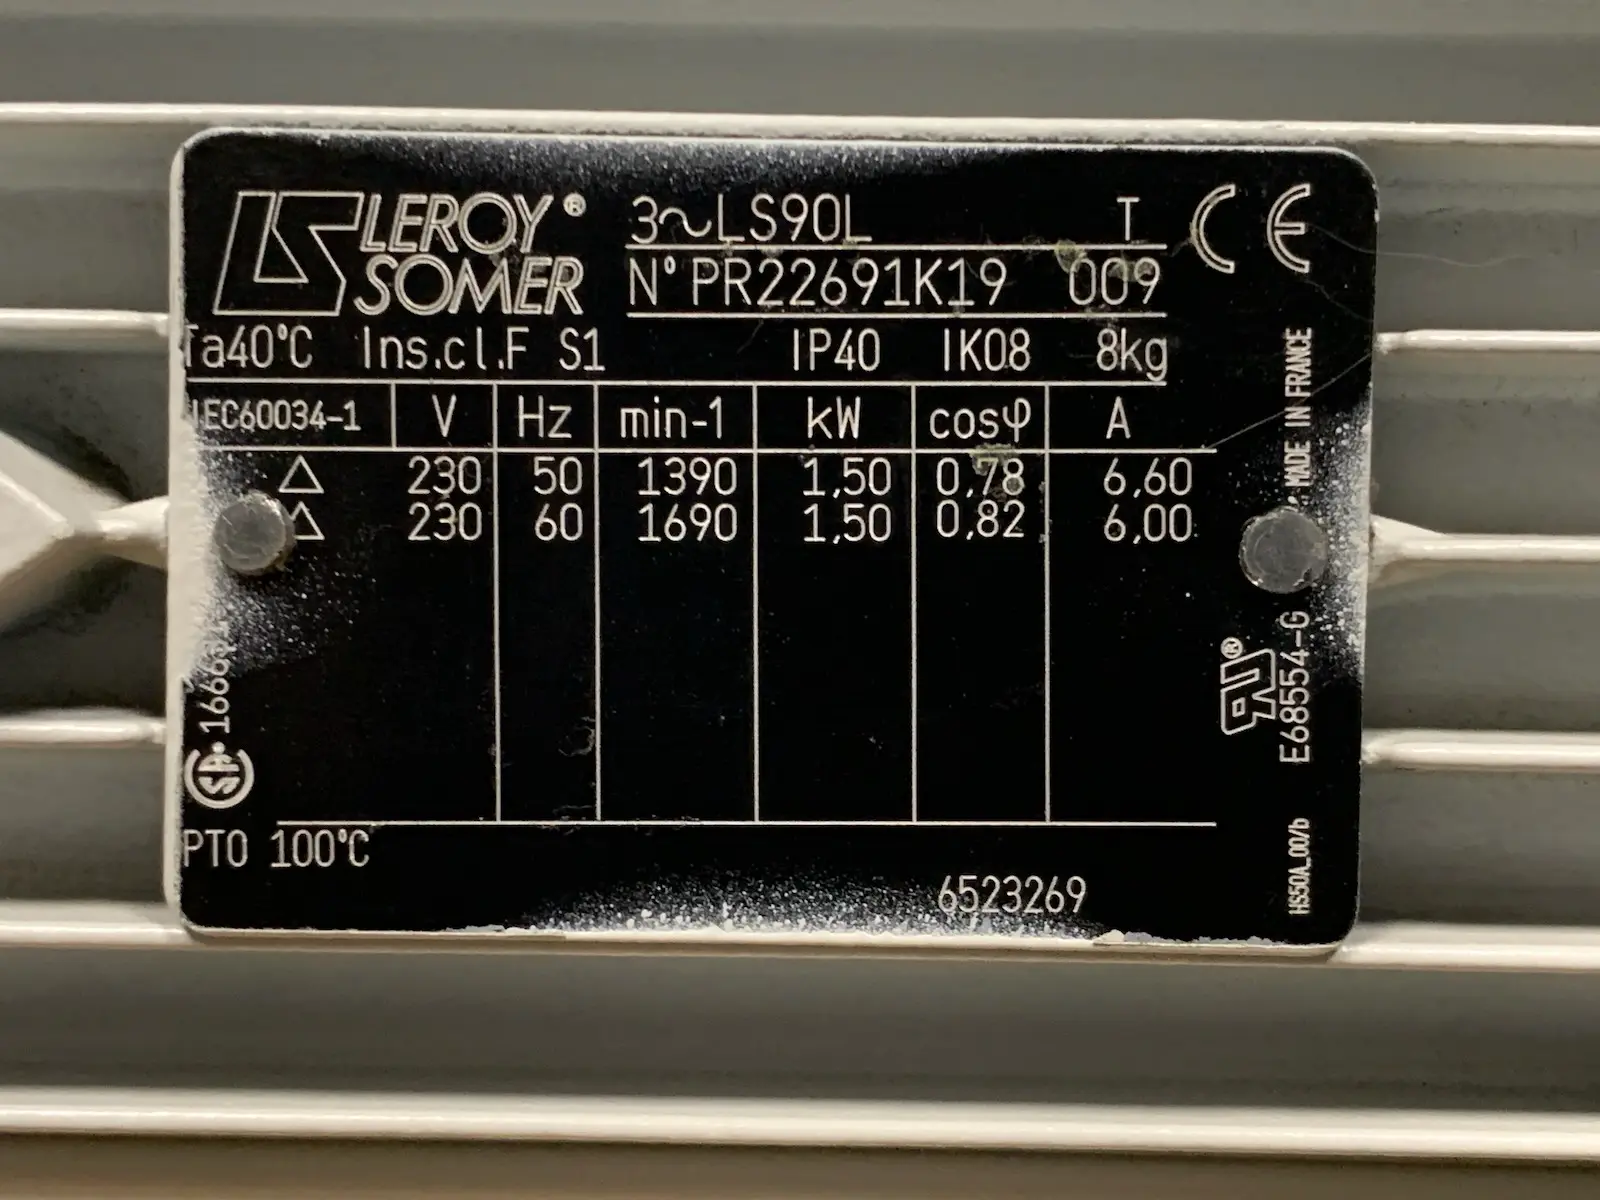 LEROY® 3~LS90L T CE
SOMER N°PR22691K19 009
Ta40°C Ins.cl.F S1 IP40 IK08 8kg
IEC60034-1 V Hz min-1 kW cosφ A
△ 230 50 1390 1,50 0,78 6,60
△ 230 60 1690 1,50 0,82 6,00
PTO 100°C
6523269
MADE IN FRANCE
E68554-G
HS50A_00/b